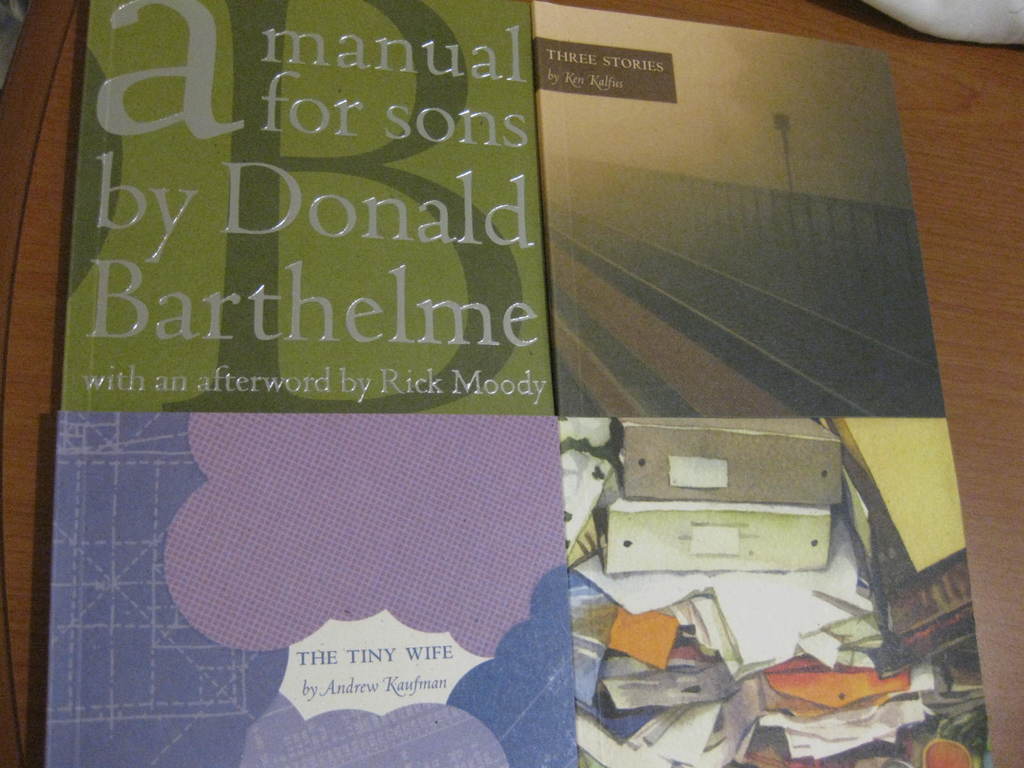 a manual
for sons
by Donald
Barthelme
with an afterword by Rick Moody
THREE STORIES
by Ken Kalfus
THE TINY WIFE
by Andrew Kaufman